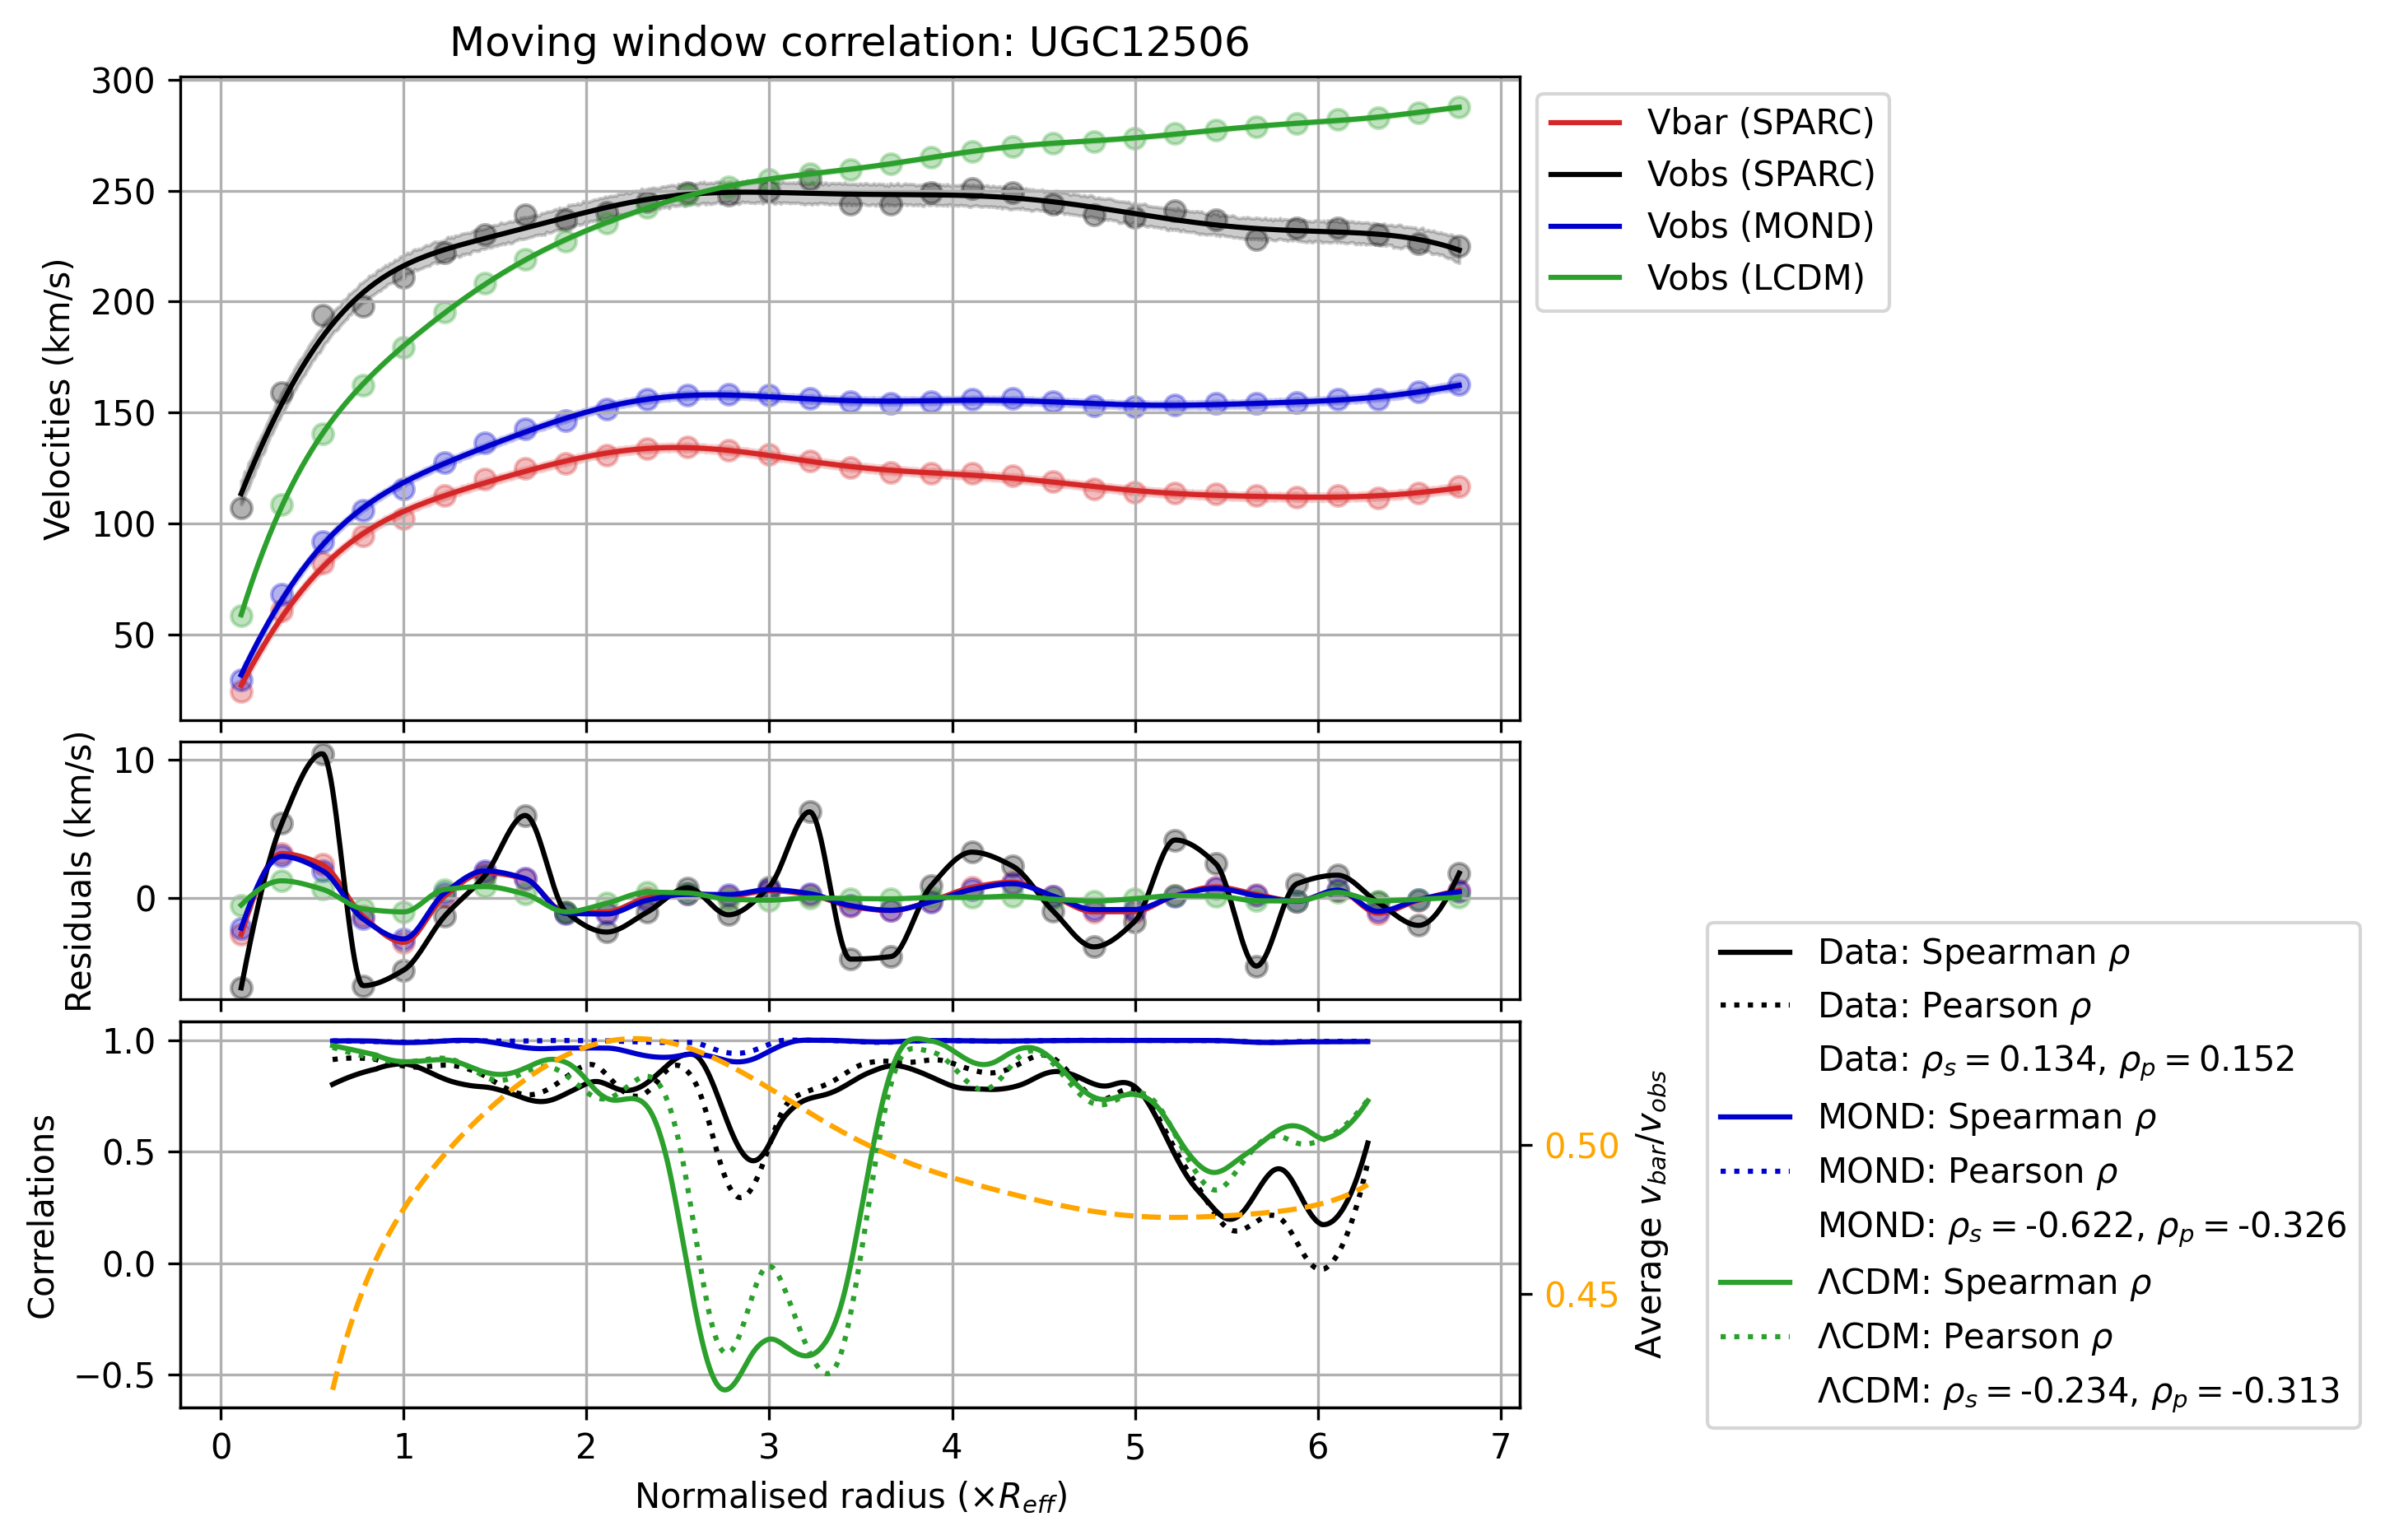 Moving window correlation: UGC12506
300
250
200
150
100
50
Velocities (km/s)
Vbar (SPARC)
Vobs (SPARC)
Vobs (MOND)
Vobs (LCDM)
10
0
Residuals (km/s)
1.0
0.5
0.0
−0.5
Correlations
0.50
0.45
Average v_bar/v_obs
0 1 2 3 4 5 6 7
Normalised radius (×R_eff)
Data: Spearman ρ
Data: Pearson ρ
Data: ρ_s = 0.134, ρ_p = 0.152
MOND: Spearman ρ
MOND: Pearson ρ
MOND: ρ_s = -0.622, ρ_p = -0.326
ΛCDM: Spearman ρ
ΛCDM: Pearson ρ
ΛCDM: ρ_s = -0.234, ρ_p = -0.313